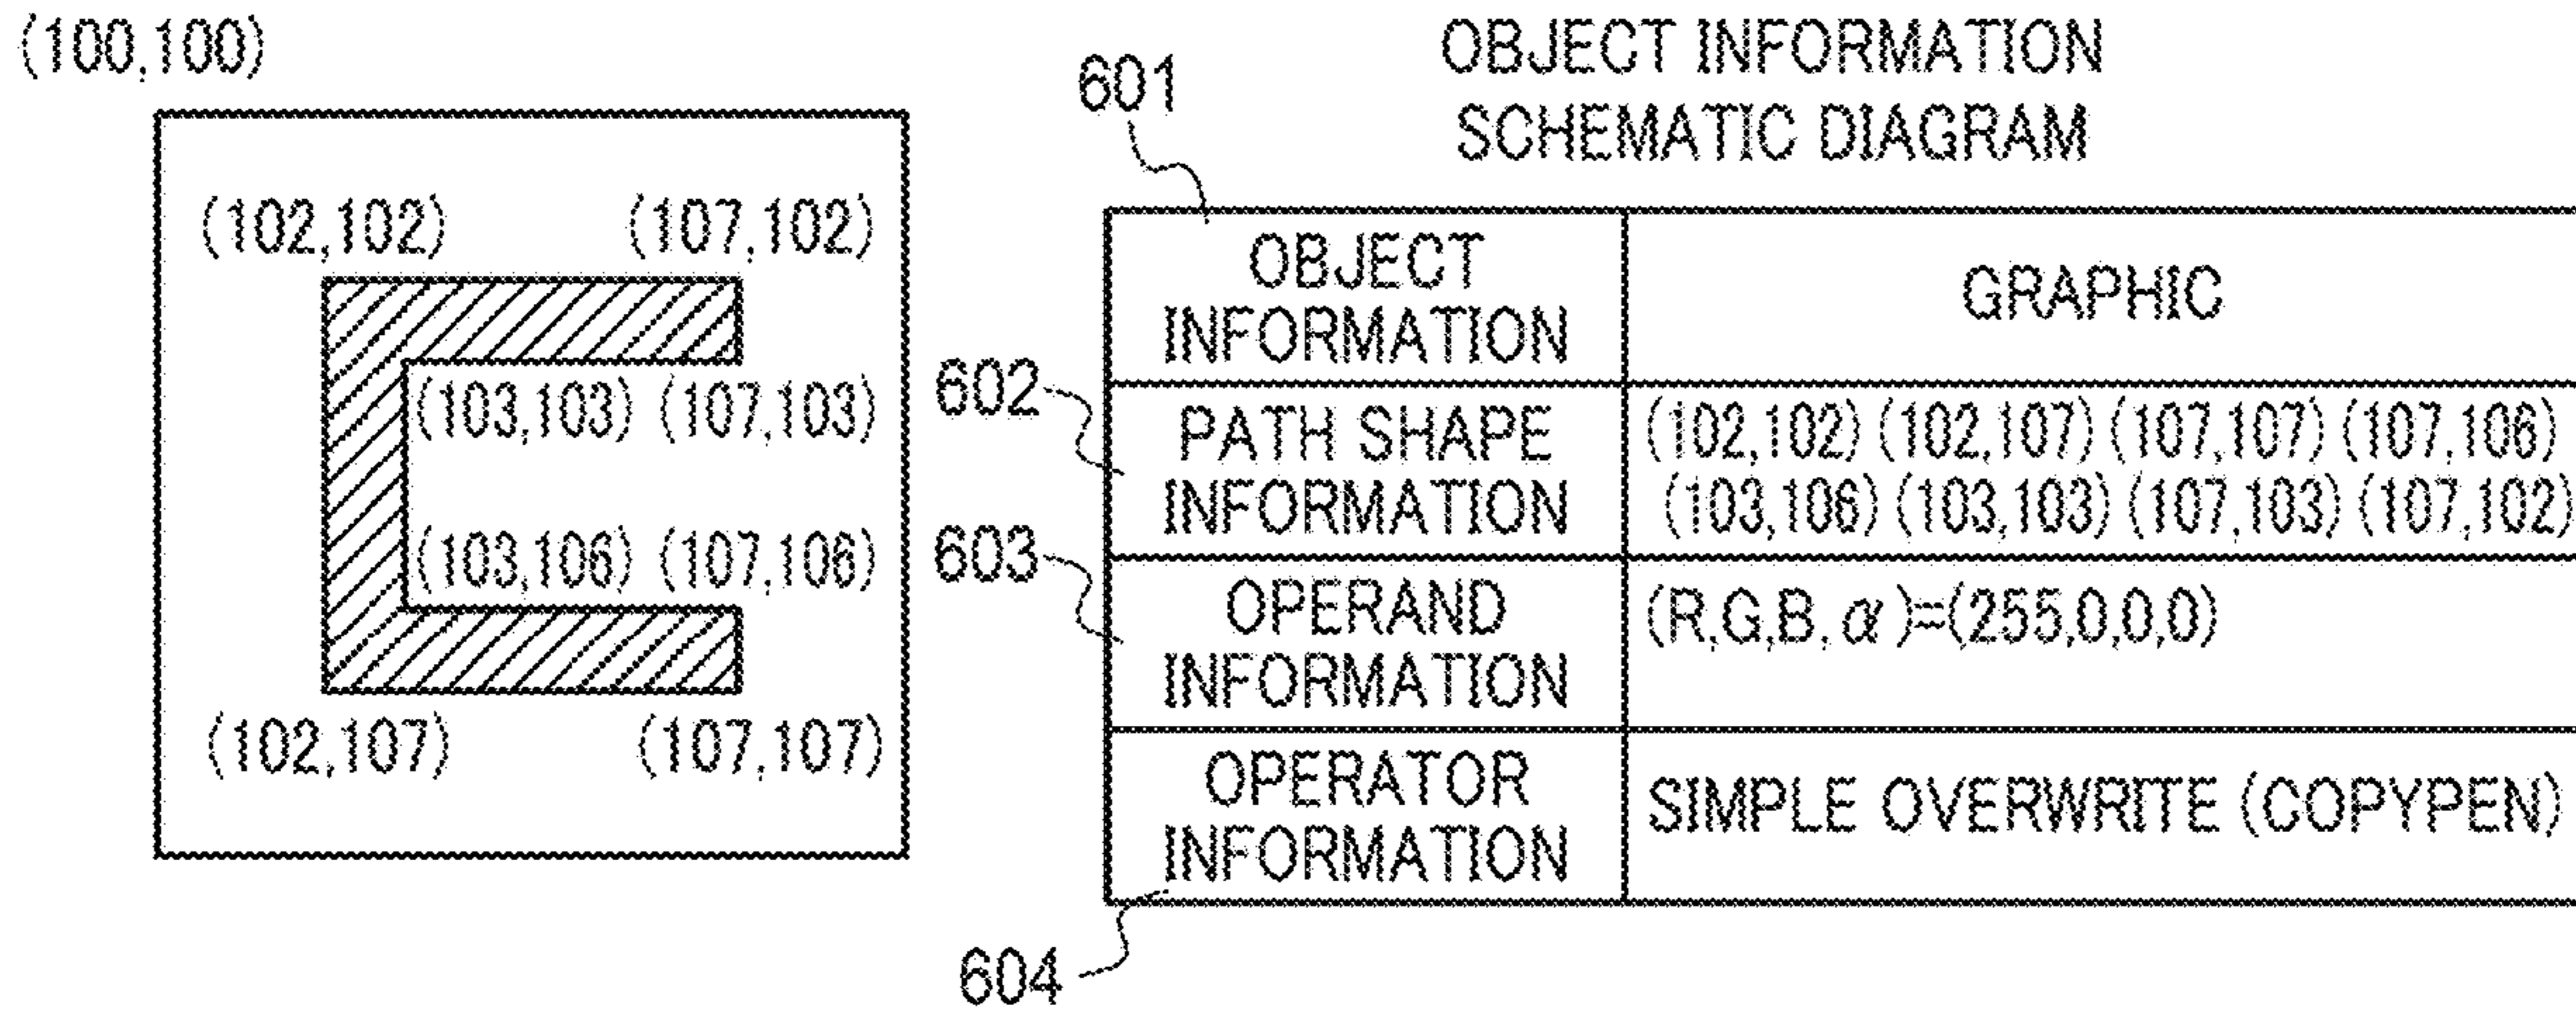 (100,100)
(102,102) (107,102)
(103,103) (107,103)
(103,106) (107,106)
(102,107) (107,107)
OBJECT INFORMATION
SCHEMATIC DIAGRAM
601
OBJECT
INFORMATION
GRAPHIC
602
PATH SHAPE
INFORMATION
(102,102) (102,107) (107,107) (107,106)
(103,106) (103,103) (107,103) (107,102)
603
OPERAND
INFORMATION
(R,G,B,α)=(255,0,0,0)
OPERATOR
INFORMATION
SIMPLE OVERWRITE (COPYPEN)
604